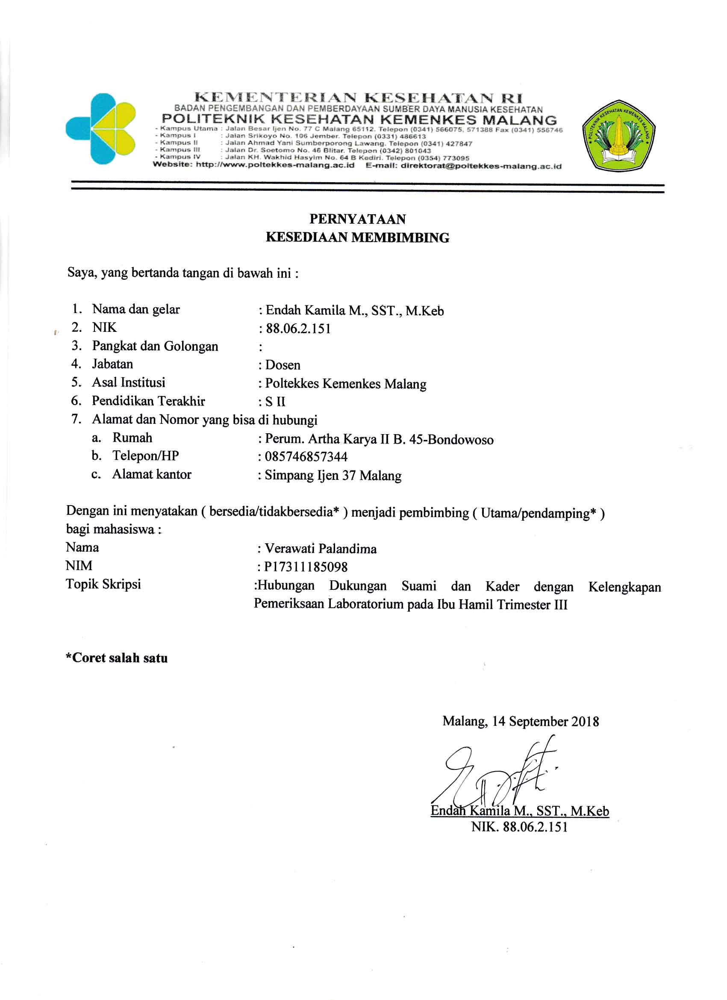 KEMENTERIAN KESEHATAN RI
BADAN PENGEMBANGAN DAN PEMBERDAYAAN SUMBER DAYA MANUSIA KESEHATAN
POLITEKNIK KESEHATAN KEMENKES MALANG
- Kampus Utama : Jalan Besar Ijen No. 77 C Malang 65112. Telepon (0341) 566075, 571388 Fax (0341) 556746
- Kampus I : Jalan Srikoyo No. 106 Jember. Telepon (0331) 486613
- Kampus II : Jalan Ahmad Yani Sumberporong Lawang. Telepon (0341) 427847
- Kampus III : Jalan Dr. Soetomo No. 46 Blitar. Telepon (0342) 801043
- Kampus IV : Jalan KH. Wakhid Hasyim No. 64 B Kediri. Telepon (0354) 773095
Website: http://www.poltekkes-malang.ac.id E-mail: direktorat@poltekkes-malang.ac.id
POLITEKNIK KESEHATAN KEMENKES MALANG
PERNYATAAN
KESEDIAAN MEMBIMBING
Saya, yang bertanda tangan di bawah ini :
1. Nama dan gelar : Endah Kamila M., SST., M.Keb
2. NIK : 88.06.2.151
3. Pangkat dan Golongan :
4. Jabatan : Dosen
5. Asal Institusi : Poltekkes Kemenkes Malang
6. Pendidikan Terakhir : S II
7. Alamat dan Nomor yang bisa di hubungi
a. Rumah : Perum. Artha Karya II B. 45-Bondowoso
b. Telepon/HP : 085746857344
c. Alamat kantor : Simpang Ijen 37 Malang
Dengan ini menyatakan ( bersedia/tidakbersedia* ) menjadi pembimbing ( Utama/pendamping* )
bagi mahasiswa :
Nama : Verawati Palandima
NIM : P17311185098
Topik Skripsi :Hubungan Dukungan Suami dan Kader dengan Kelengkapan
Pemeriksaan Laboratorium pada Ibu Hamil Trimester III
*Coret salah satu
Malang, 14 September 2018
Endah Kamila M., SST., M.Keb
NIK. 88.06.2.151